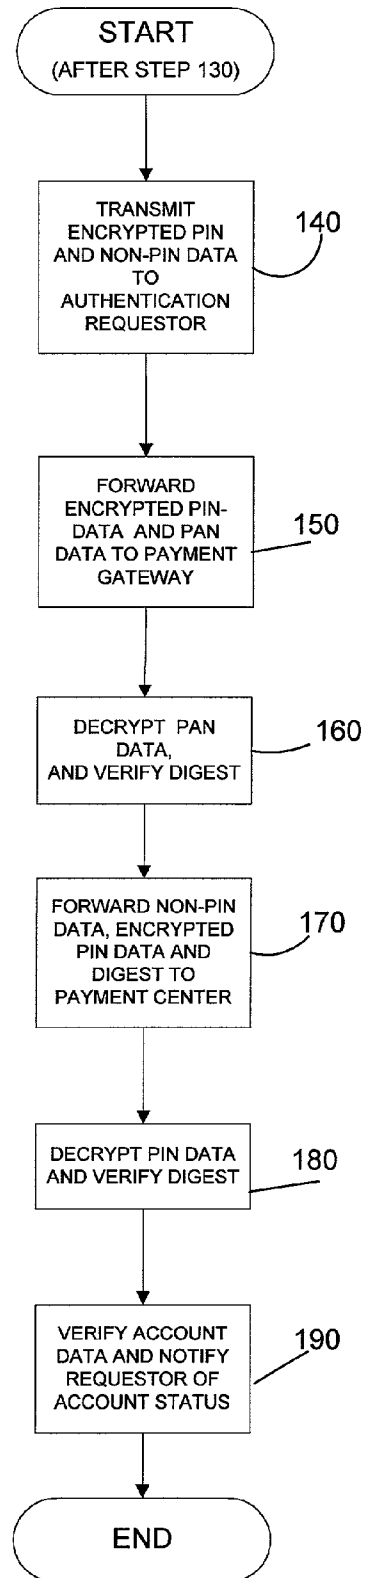 START
(AFTER STEP 130)
TRANSMIT
ENCRYPTED PIN
AND NON-PIN DATA
TO
AUTHENTICATION
REQUESTOR
140
FORWARD
ENCRYPTED PIN-
DATA AND PAN
DATA TO PAYMENT
GATEWAY
150
DECRYPT PAN
DATA,
AND VERIFY DIGEST
160
FORWARD NON-PIN
DATA, ENCRYPTED
PIN DATA AND
DIGEST TO
PAYMENT CENTER
170
DECRYPT PIN DATA
AND VERIFY DIGEST
180
VERIFY ACCOUNT
DATA AND NOTIFY
REQUESTOR OF
ACCOUNT STATUS
190
END